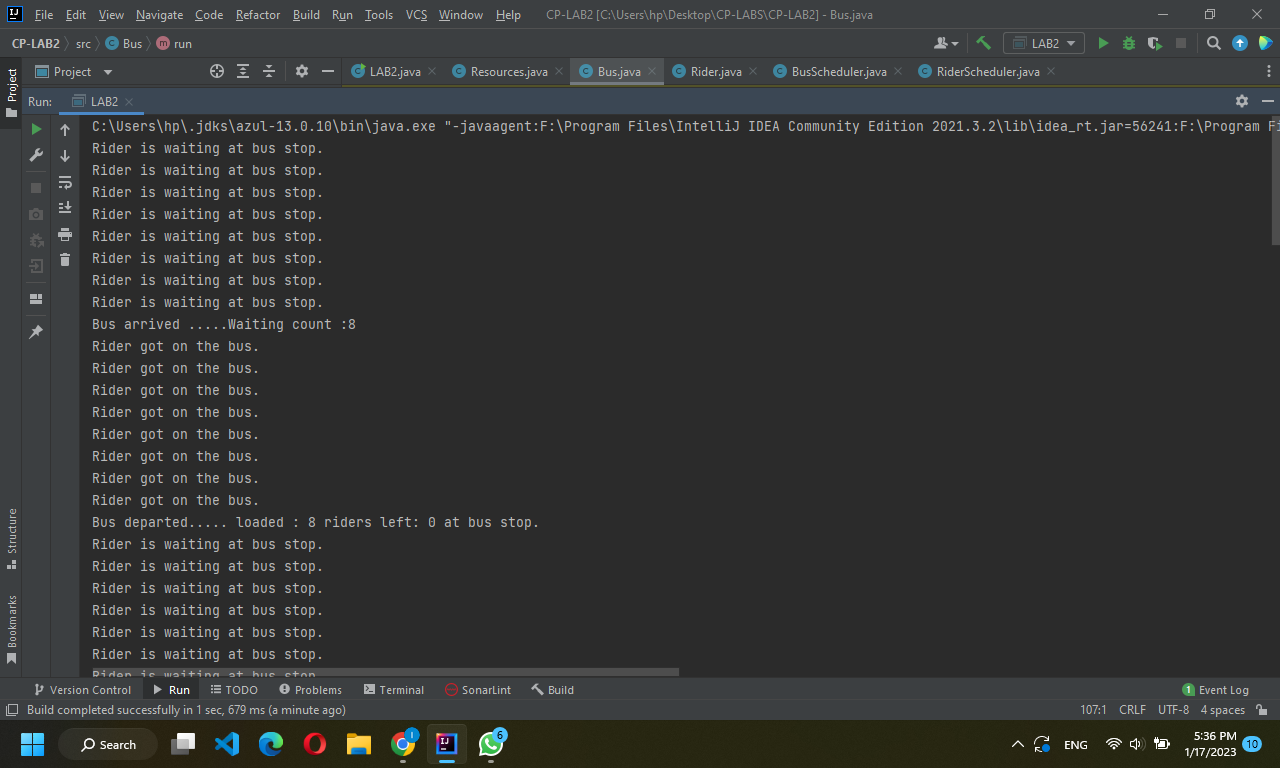 File Edit View Navigate Code Refactor Build Run Tools VCS Window Help CP-LAB2 [C:\Users\hp\Desktop\CP-LABS\CP-LAB2] - Bus.java
CP-LAB2 src Bus run LAB2
Project LAB2.java Resources.java Bus.java Rider.java BusScheduler.java RiderScheduler.java
Project
Run: LAB2
C:\Users\hp\.jdks\azul-13.0.10\bin\java.exe "-javaagent:F:\Program Files\IntelliJ IDEA Community Edition 2021.3.2\lib\idea_rt.jar=56241:F:\Program Fi
Rider is waiting at bus stop.
Rider is waiting at bus stop.
Rider is waiting at bus stop.
Rider is waiting at bus stop.
Rider is waiting at bus stop.
Rider is waiting at bus stop.
Rider is waiting at bus stop.
Rider is waiting at bus stop.
Bus arrived .....Waiting count :8
Rider got on the bus.
Rider got on the bus.
Rider got on the bus.
Rider got on the bus.
Rider got on the bus.
Rider got on the bus.
Rider got on the bus.
Rider got on the bus.
Bus departed..... loaded : 8 riders left: 0 at bus stop.
Rider is waiting at bus stop.
Rider is waiting at bus stop.
Rider is waiting at bus stop.
Rider is waiting at bus stop.
Rider is waiting at bus stop.
Rider is waiting at bus stop.
Rider is waiting at bus stop.
Structure
Bookmarks
Version Control Run TODO Problems Terminal SonarLint Build 1 Event Log
Build completed successfully in 1 sec, 679 ms (a minute ago) 107:1 CRLF UTF-8 4 spaces
Search 6 ENG 5:36 PM 10
1/17/2023